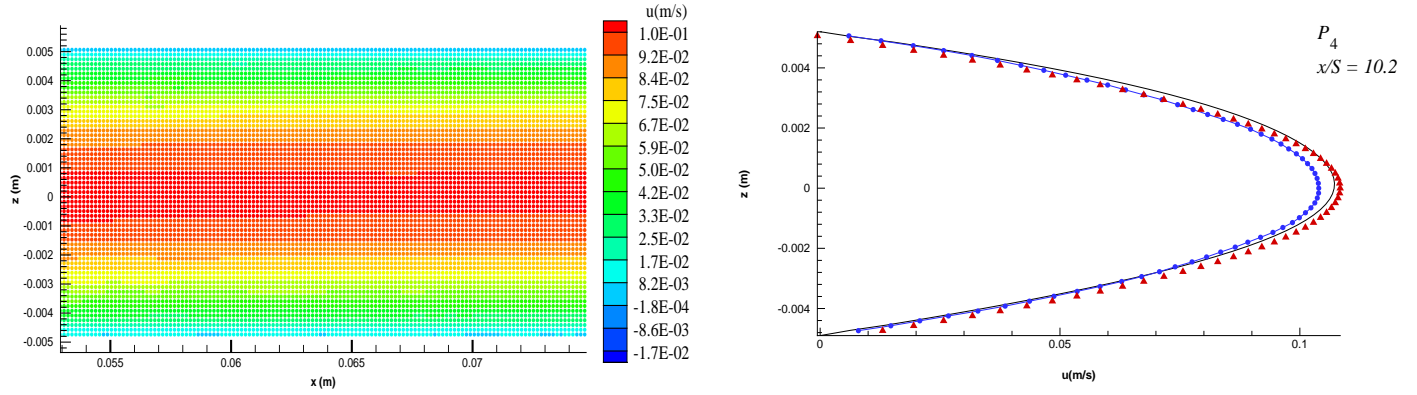 u(m/s)
1.0E-01
9.2E-02
8.4E-02
7.5E-02
6.7E-02
5.0E-02
4.2E-02
3.3E-02
2.5E-02
1.7E-02
8.2E-03
-1.8E-04
-8.6E-03
-1.7E-02
0.005
0.004
0.003
0.002
0.001
0
-0.001
-0.002
-0.003
-0.004
-0.005
z (m)
0.055
0.06
0.065
0.07
x (m)
P4
x/S = 10.2
0.004
0.002
0
-0.002
-0.004
z (m)
0
0.05
0.1
u(m/s)